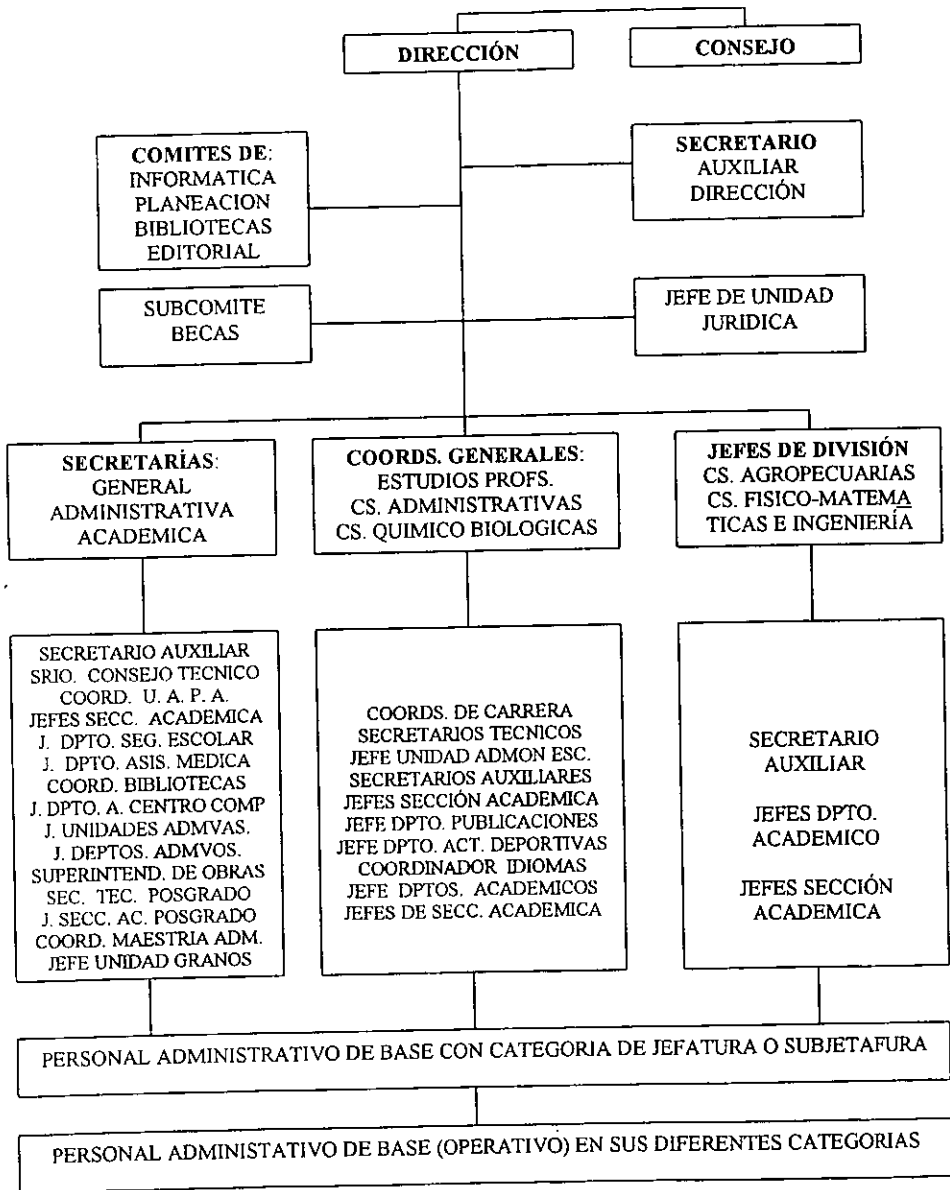 DIRECCIÓN
CONSEJO
COMITES DE:
INFORMATICA
PLANEACION
BIBLIOTECAS
EDITORIAL
SECRETARIO
AUXILIAR
DIRECCIÓN
SUBCOMITE
BECAS
JEFE DE UNIDAD
JURIDICA
SECRETARÍAS:
GENERAL
ADMINISTRATIVA
ACADEMICA
COORDS. GENERALES:
ESTUDIOS PROFS.
CS. ADMINISTRATIVAS
CS. QUIMICO BIOLOGICAS
JEFES DE DIVISIÓN
CS. AGROPECUARIAS
CS. FISICO-MATEMA
TICAS E INGENIERÍA
SECRETARIO AUXILIAR
SRIO. CONSEJO TECNICO
COORD. U. A. P. A.
JEFES SECC. ACADEMICA
J. DPTO. SEG. ESCOLAR
J. DPTO. ASIS. MEDICA
COORD. BIBLIOTECAS
J. DPTO. A. CENTRO COMP
J. UNIDADES ADMVAS.
J. DEPTOS. ADMVOS.
SUPERINTEND. DE OBRAS
SEC. TEC. POSGRADO
J. SECC. AC. POSGRADO
COORD. MAESTRIA ADM.
JEFE UNIDAD GRANOS
COORDS. DE CARRERA
SECRETARIOS TECNICOS
JEFE UNIDAD ADMON ESC.
SECRETARIOS AUXILIARES
JEFES SECCIÓN ACADEMICA
JEFE DPTO. PUBLICACIONES
JEFE DPTO. ACT. DEPORTIVAS
COORDINADOR IDIOMAS
JEFE DPTOS. ACADEMICOS
JEFES DE SECC. ACADEMICA
SECRETARIO
AUXILIAR
JEFES DPTO.
ACADEMICO
JEFES SECCIÓN
ACADEMICA
PERSONAL ADMINISTRATIVO DE BASE CON CATEGORIA DE JEFATURA O SUBJETAFURA
PERSONAL ADMINISTATIVO DE BASE (OPERATIVO) EN SUS DIFERENTES CATEGORIAS